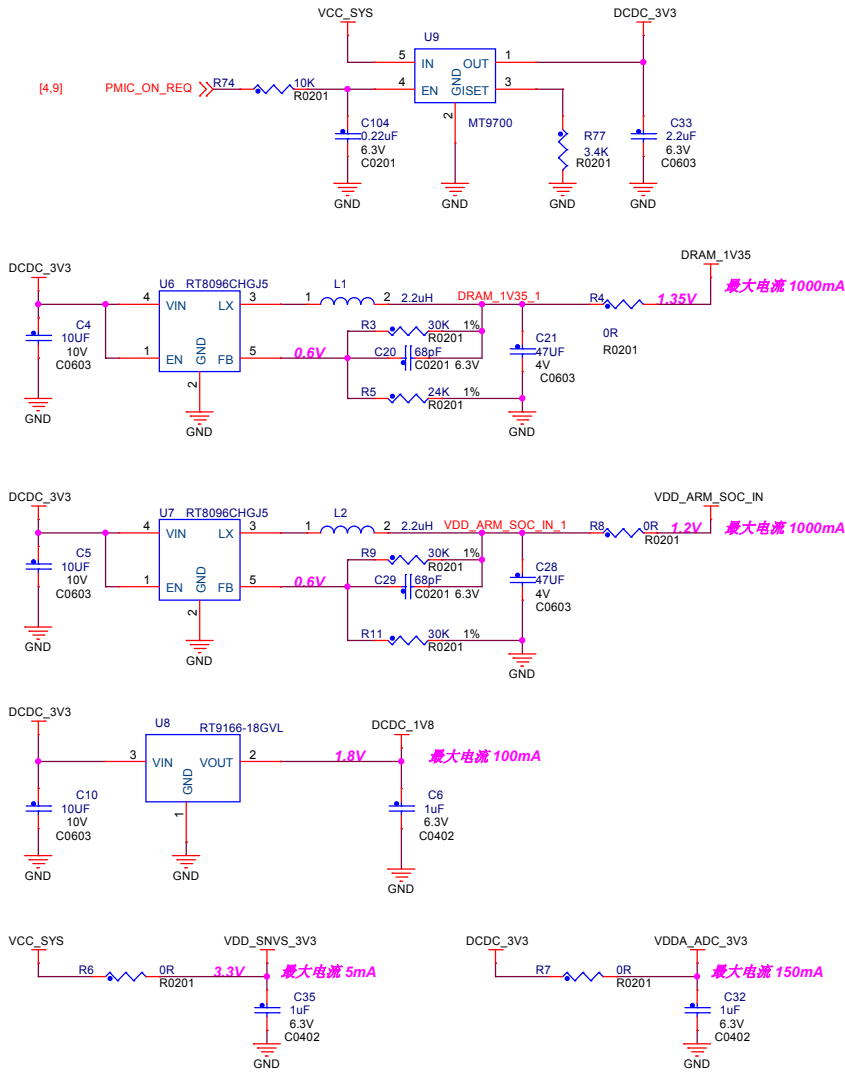 VCC_SYS
U9
DCDC_3V3
5 IN OUT 1
[4,9] PMIC_ON_REQ R74 10K R0201
4 EN GND ISET 3
2
MT9700
C104
0.22uF
6.3V
C0201
R77
3.4K
R0201
C33
2.2uF
6.3V
C0603
GND GND GND GND
DCDC_3V3
U6 RT8096CHGJ5
4 VIN LX 3
1 EN GND FB 5
2
L1
1 2 2.2uH
DRAM_1V35_1
DRAM_1V35
R4 1.35V
最大电流 1000mA
0R
R0201
C4
10UF
10V
C0603
0.6V
R3 30K 1%
R0201
C20 68pF
C0201 6.3V
R5 24K 1%
R0201
C21
47UF
4V
C0603
GND GND GND
DCDC_3V3
U7 RT8096CHGJ5
4 VIN LX 3
1 EN GND FB 5
2
L2
1 2 2.2uH
VDD_ARM_SOC_IN_1
VDD_ARM_SOC_IN
R8 0R 1.2V
R0201
最大电流 1000mA
C5
10UF
10V
C0603
0.6V
R9 30K 1%
R0201
C29 68pF
C0201 6.3V
R11 30K 1%
R0201
C28
47UF
4V
C0603
GND GND GND
DCDC_3V3
U8 RT9166-18GVL
3 VIN VOUT 2
GND
1
1.8V
DCDC_1V8
最大电流 100mA
C10
10UF
10V
C0603
C6
1uF
6.3V
C0402
GND GND GND
VCC_SYS
R6 0R
R0201
3.3V
VDD_SNVS_3V3
最大电流 5mA
C35
1uF
6.3V
C0402
GND
DCDC_3V3
R7 0R
R0201
VDDA_ADC_3V3
最大电流 150mA
C32
1uF
6.3V
C0402
GND